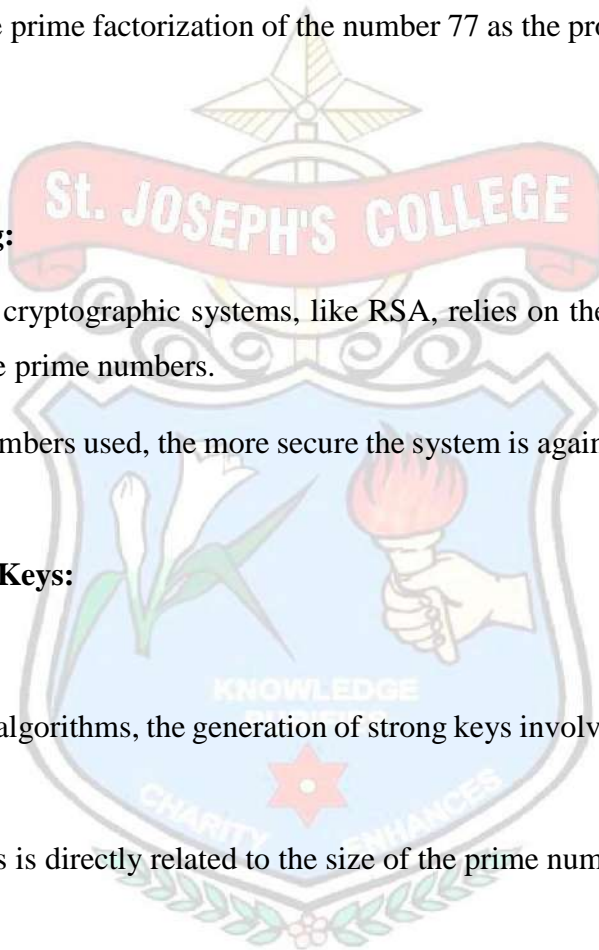 e prime factorization of the number 77 as the pro
St. JOSEPH'S COLLEGE
g:
cryptographic systems, like RSA, relies on the
e prime numbers.
mbers used, the more secure the system is again
Keys:
KNOWLEDGE
algorithms, the generation of strong keys involv
CHARITY ENHANCES
s is directly related to the size of the prime num